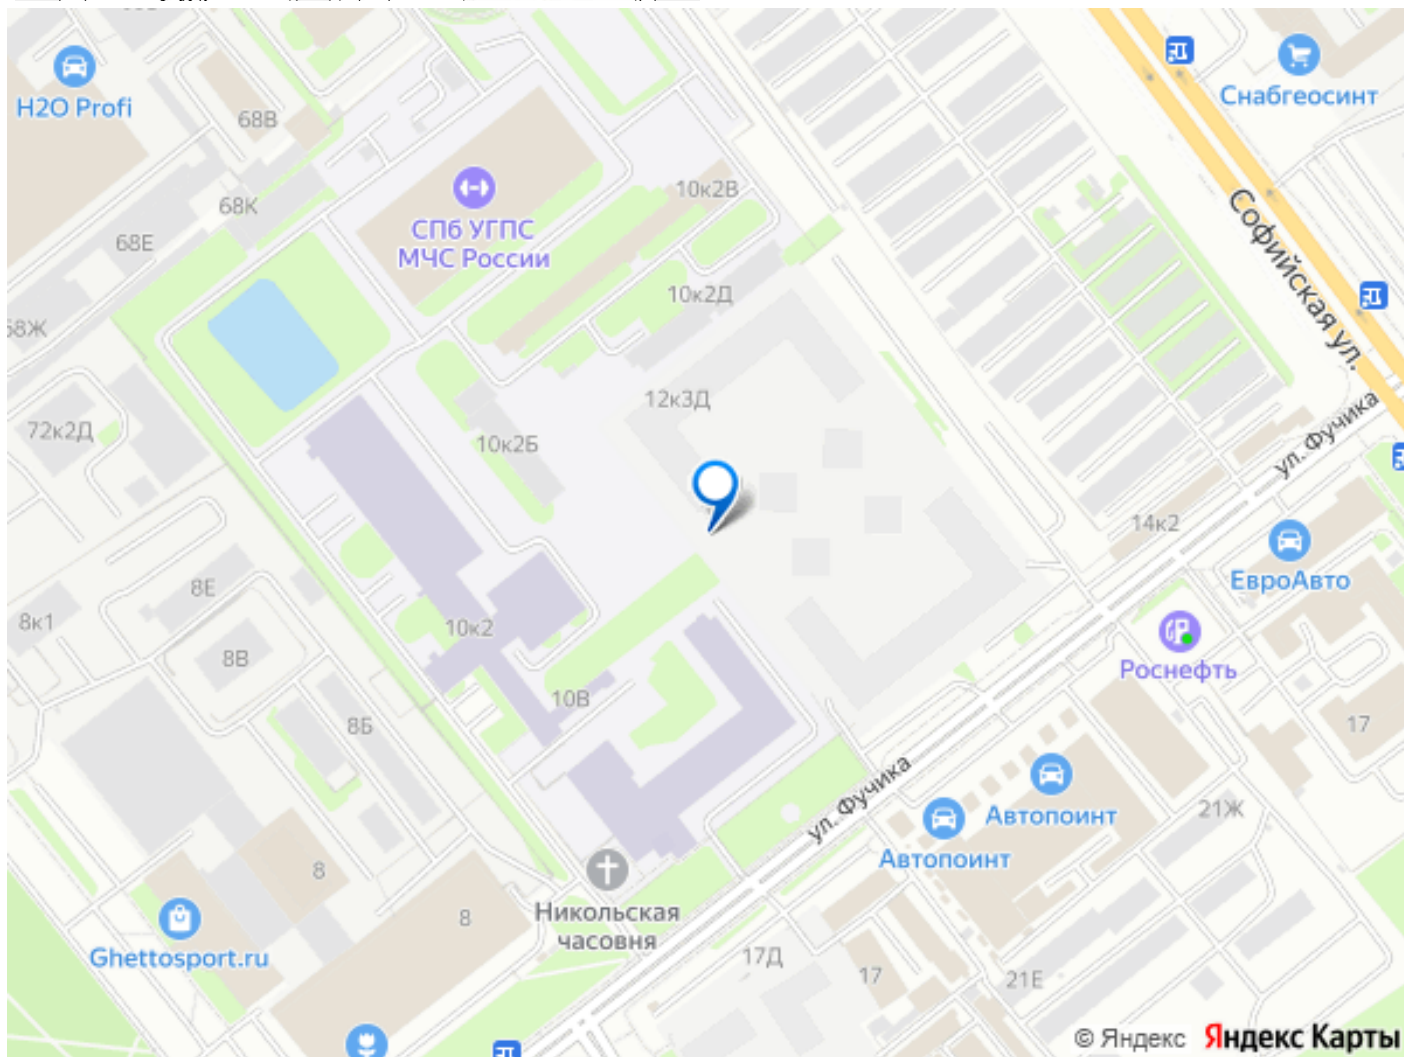 H2O Profi
68В
68К
68Е
68Ж
СПб УГПС
МЧС России
10к2В
10к2Д
Снабгеосинт
Софийская ул.
ул. Фучика
12к3Д
10к2Б
72к2Д
14к2
ЕвроАвто
Роснефть
8Е
8к1
8В
8Б
10к2
10В
17
21Ж
ул. Фучика
Автопоинт
Автопоинт
8
8
Никольская
часовня
Ghettosport.ru
17Д
17
21Е
© Яндекс Яндекс Карты